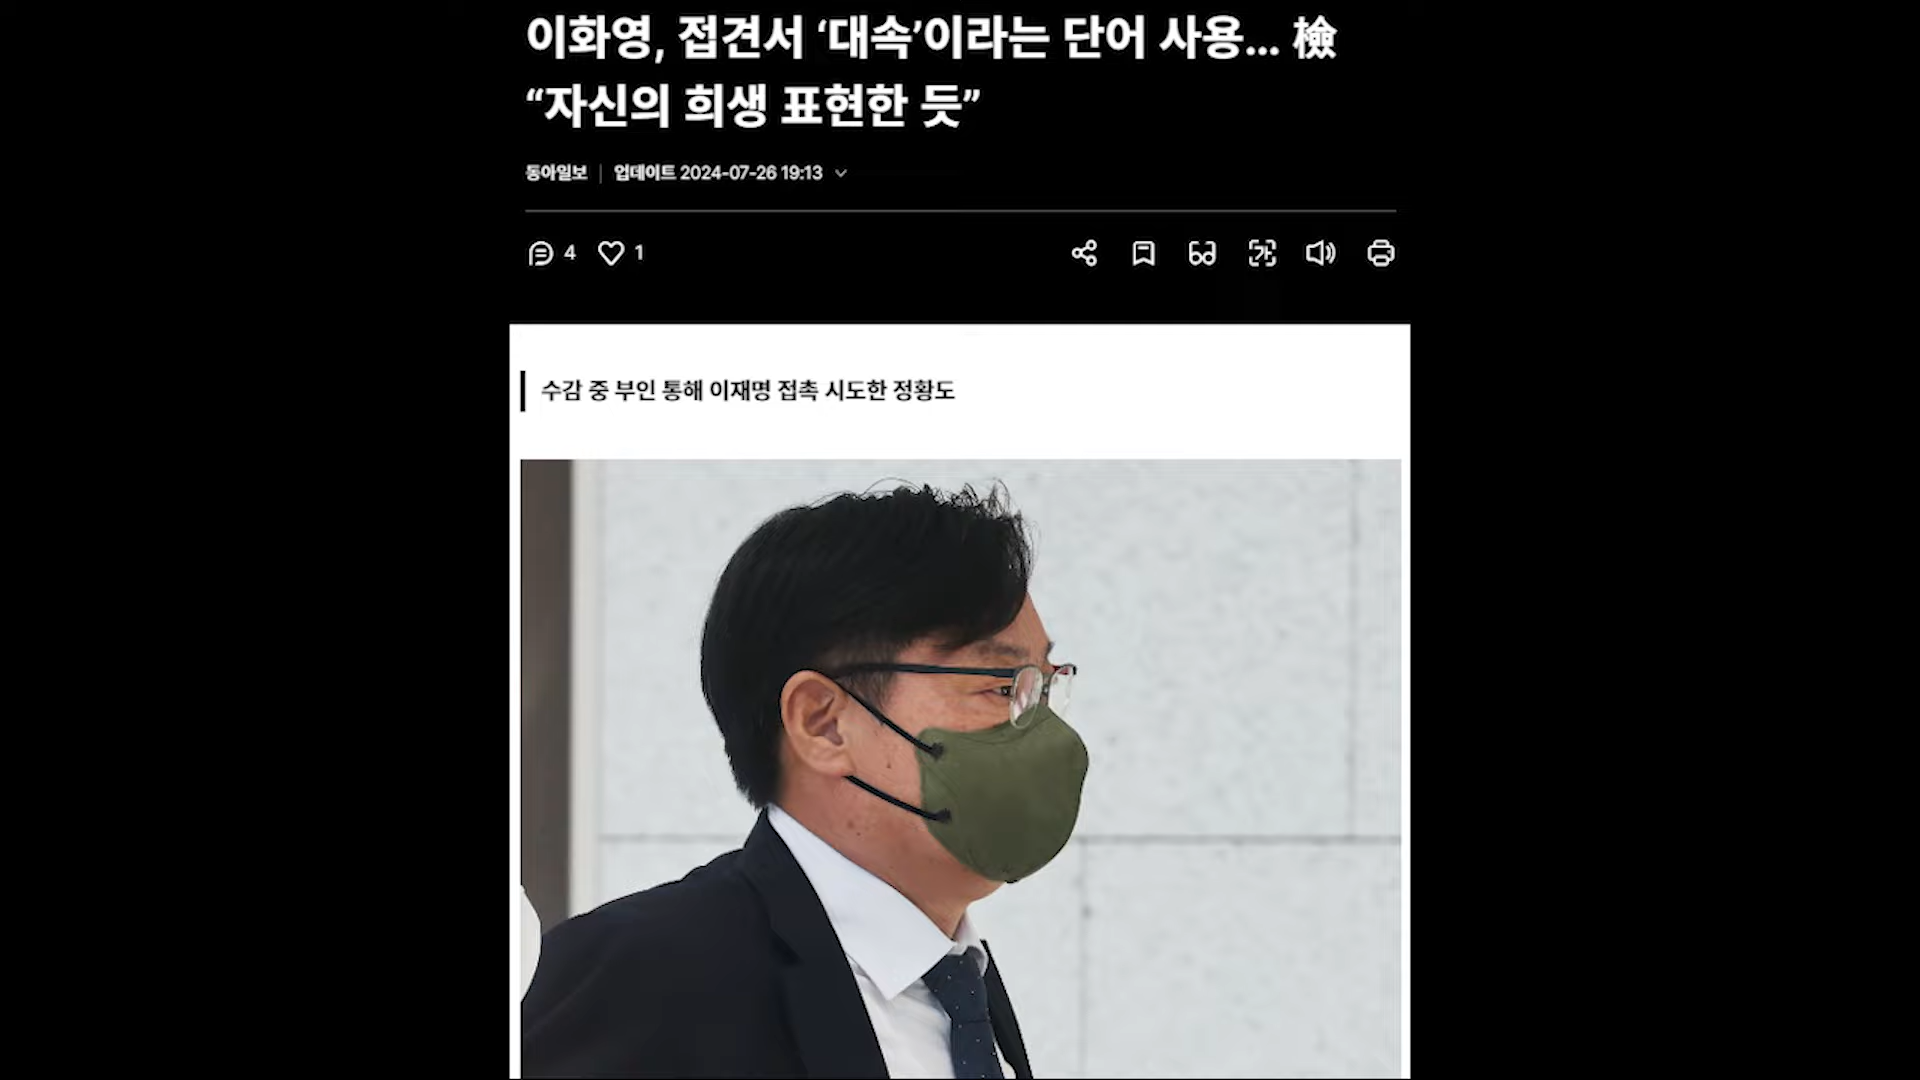 이화영, 접견서 ‘대속’이라는 단어 사용… 檢
“자신의 희생 표현한 듯”
동아일보 | 업데이트 2024-07-26 19:13
4 1
가
수감 중 부인 통해 이재명 접촉 시도한 정황도